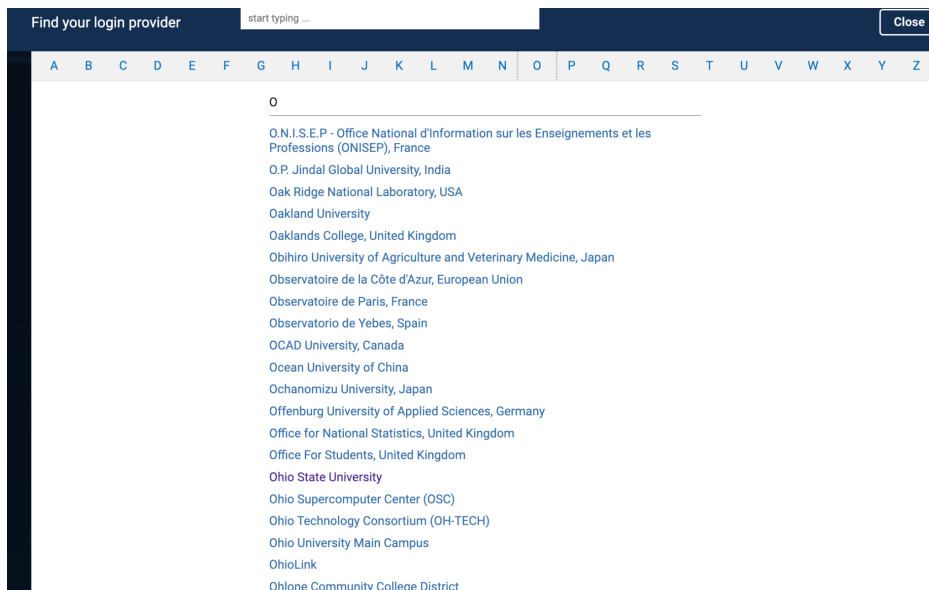 Find your login provider
start typing ...
Close
A B C D E F G H I J K L M N O P Q R S T U V W X Y Z
O
O.N.I.S.E.P - Office National d'Information sur les Enseignements et les
Professions (ONISEP), France
O.P. Jindal Global University, India
Oak Ridge National Laboratory, USA
Oakland University
Oaklands College, United Kingdom
Obihiro University of Agriculture and Veterinary Medicine, Japan
Observatoire de la Côte d'Azur, European Union
Observatoire de Paris, France
Observatorio de Yebes, Spain
OCAD University, Canada
Ocean University of China
Ochanomizu University, Japan
Offenburg University of Applied Sciences, Germany
Office for National Statistics, United Kingdom
Office For Students, United Kingdom
Ohio State University
Ohio Supercomputer Center (OSC)
Ohio Technology Consortium (OH-TECH)
Ohio University Main Campus
OhioLink
Ohlone Community College District